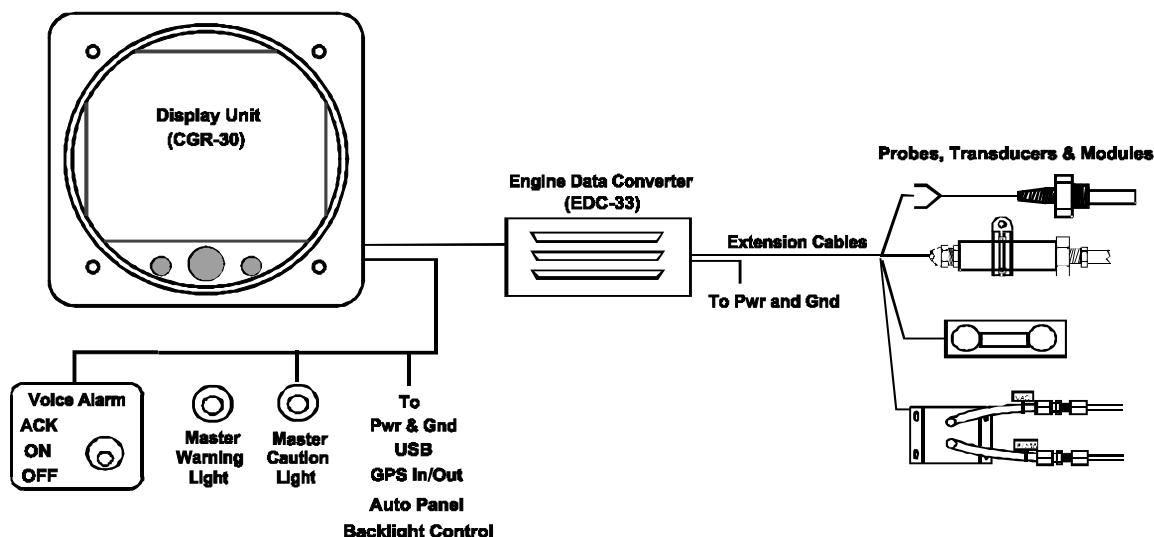 Display Unit
(CGR-30)
Probes, Transducers & Modules
Engine Data Converter
(EDC-33)
Extension Cables
To Pwr and Gnd
Voice Alarm
ACK
ON
OFF
Master
Warning
Light
Master
Caution
Light
To
Pwr & Gnd
USB
GPS In/Out
Auto Panel
Backlight Control